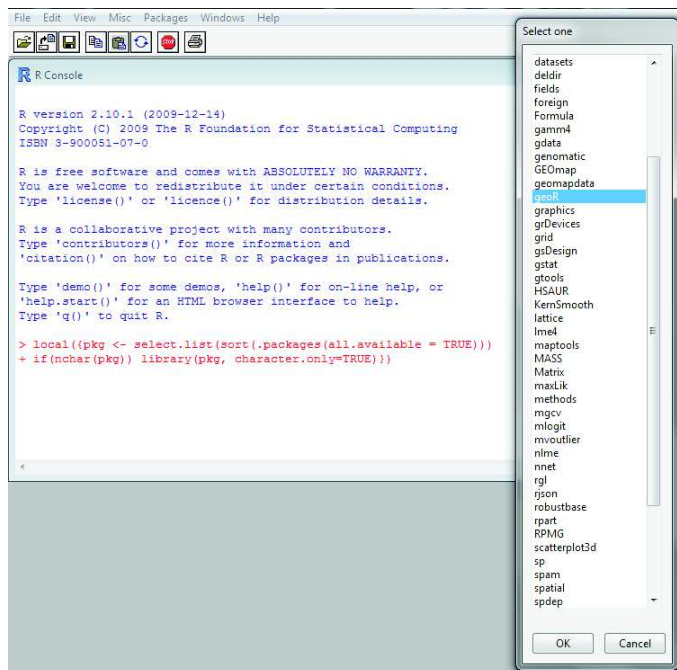 File Edit View Misc Packages Windows Help
STOP
R Console
R version 2.10.1 (2009-12-14)
Copyright (C) 2009 The R Foundation for Statistical Computing
ISBN 3-900051-07-0
R is free software and comes with ABSOLUTELY NO WARRANTY.
You are welcome to redistribute it under certain conditions.
Type 'license()' or 'licence()' for distribution details.
R is a collaborative project with many contributors.
Type 'contributors()' for more information and
'citation()' on how to cite R or R packages in publications.
Type 'demo()' for some demos, 'help()' for on-line help, or
'help.start()' for an HTML browser interface to help.
Type 'q()' to quit R.
> local({pkg <- select.list(sort(.packages(all.available = TRUE)))
+ if(nchar(pkg)) library(pkg, character.only=TRUE)})
Select one
datasets
deldir
fields
foreign
Formula
gamm4
gdata
genomatic
GEOmap
geomapdata
geoR
graphics
grDevices
grid
gsDesign
gstat
gtools
HSAUR
KernSmooth
lattice
lme4
maptools
MASS
Matrix
maxLik
methods
mgcv
mlogit
mvoutlier
nlme
nnet
rgl
rjson
robustbase
rpart
RPMG
scatterplot3d
sp
spam
spatial
spdep
OK Cancel